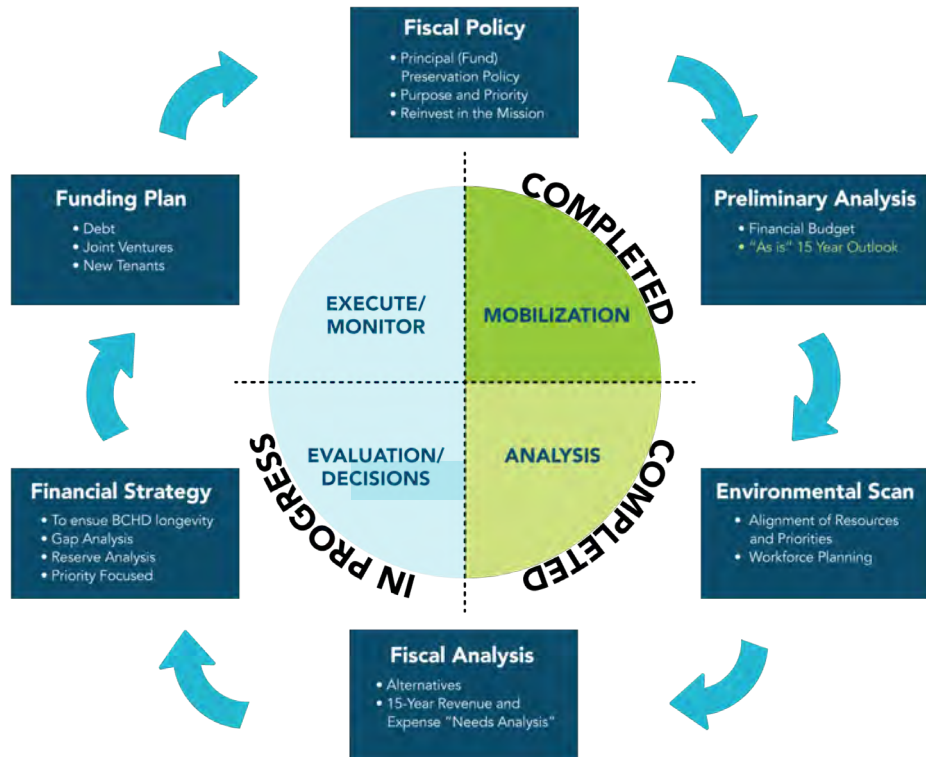 Fiscal Policy
• Principal (Fund)
Preservation Policy
• Purpose and Priority
• Reinvest in the Mission
Preliminary Analysis
• Financial Budget
• "As is" 15 Year Outlook
Environmental Scan
• Alignment of Resources
and Priorities
• Workforce Planning
Fiscal Analysis
• Alternatives
• 15-Year Revenue and
Expense "Needs Analysis"
Financial Strategy
• To ensue BCHD longevity
• Gap Analysis
• Reserve Analysis
• Priority Focused
Funding Plan
• Debt
• Joint Ventures
• New Tenants
COMPLETED
MOBILIZATION
COMPLETED
ANALYSIS
IN PROGRESS
EVALUATION/
DECISIONS
EXECUTE/
MONITOR